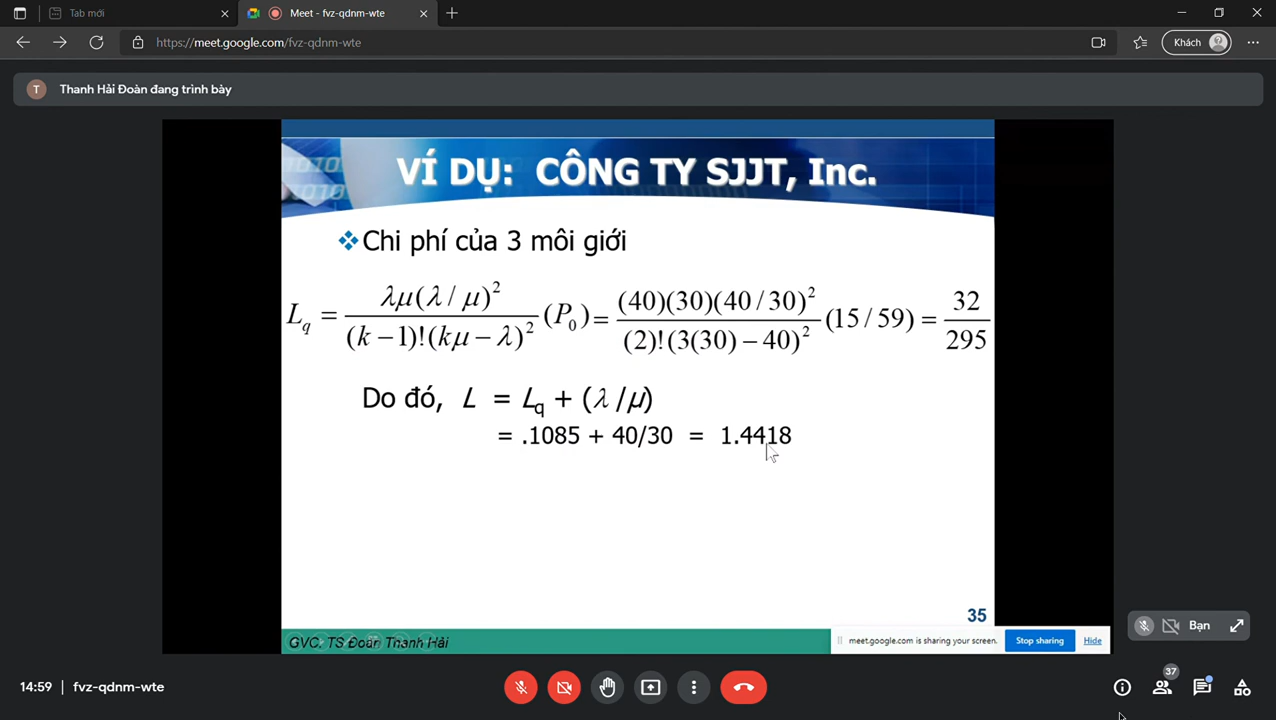 Tab mới
Meet - fvz-qdnm-wte
https://meet.google.com/fvz-qdnm-wte
Khách
T Thanh Hải Đoàn đang trình bày
VÍ DỤ: CÔNG TY SJJT, Inc.
❖Chi phí của 3 môi giới
L_q = λμ(λ / μ)^2 / (k − 1)!(kμ − λ)^2 (P_0) = (40)(30)(40 / 30)^2 / (2)!(3(30) − 40)^2 (15 / 59) = 32 / 295
Do đó, L = L_q + (λ /μ)
= .1085 + 40/30 = 1.4418
35
GVC. TS Đoàn Thanh Hải
meet.google.com is sharing your screen. Stop sharing Hide
Bạn
14:59 | fvz-qdnm-wte
37